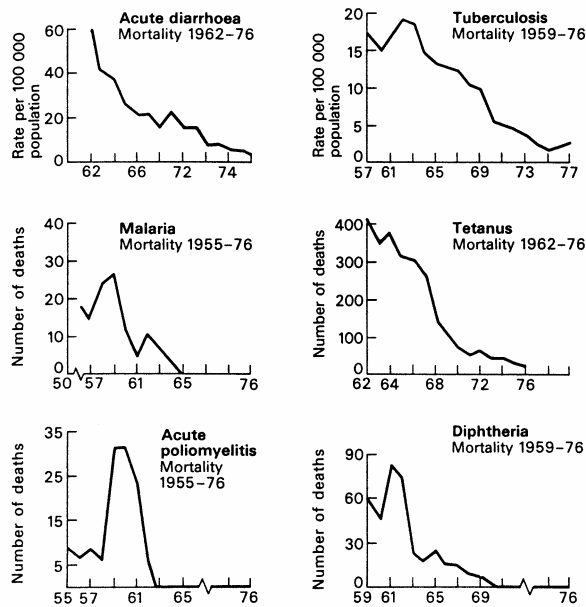 Acute diarrhoea
Mortality 1962–76
Rate per 100 000
population
60
40
20
0
62
66
72
74
Tuberculosis
Mortality 1959–76
Rate per 100 000
population
20
15
10
5
0
57
61
65
69
73
77
Malaria
Mortality 1955–76
Number of deaths
40
30
20
10
0
50
57
61
65
76
Tetanus
Mortality 1962–76
Number of deaths
400
300
200
100
0
62
64
68
72
76
Acute
poliomyelitis
Mortality
1955–76
Number of deaths
35
25
15
5
55
57
61
65
76
Diphtheria
Mortality 1959–76
Number of deaths
90
60
30
0
59
61
65
69
76